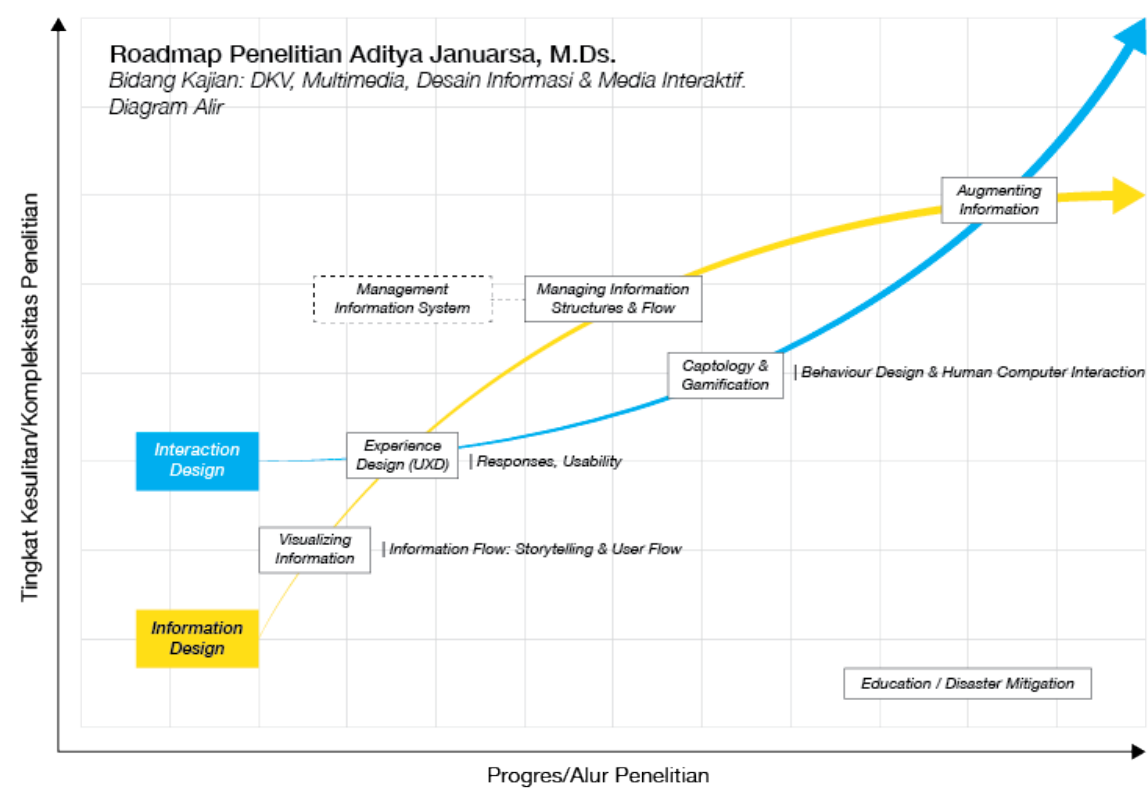 Roadmap Penelitian Aditya Januarsa, M.Ds.
Bidang Kajian: DKV, Multimedia, Desain Informasi & Media Interaktif.
Diagram Alir
Tingkat Kesulitan/Kompleksitas Penelitian
Augmenting
Information
Management
Information System
Managing Information
Structures & Flow
Captology &
Gamification
| Behaviour Design & Human Computer Interaction
Interaction
Design
Experience
Design (UXD)
| Responses, Usability
Visualizing
Information
| Information Flow: Storytelling & User Flow
Information
Design
Education / Disaster Mitigation
Progres/Alur Penelitian